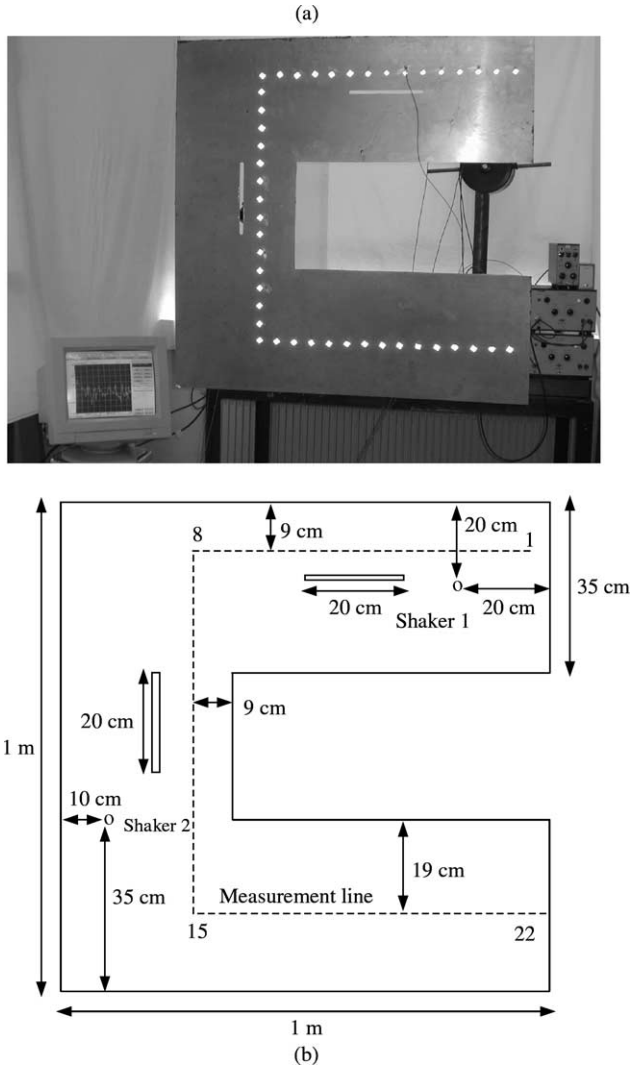 (a)
9 cm
20 cm
8
1
20 cm
20 cm
35 cm
Shaker 1
20 cm
9 cm
1 m
10 cm
Shaker 2
19 cm
35 cm
Measurement line
15
22
1 m
(b)